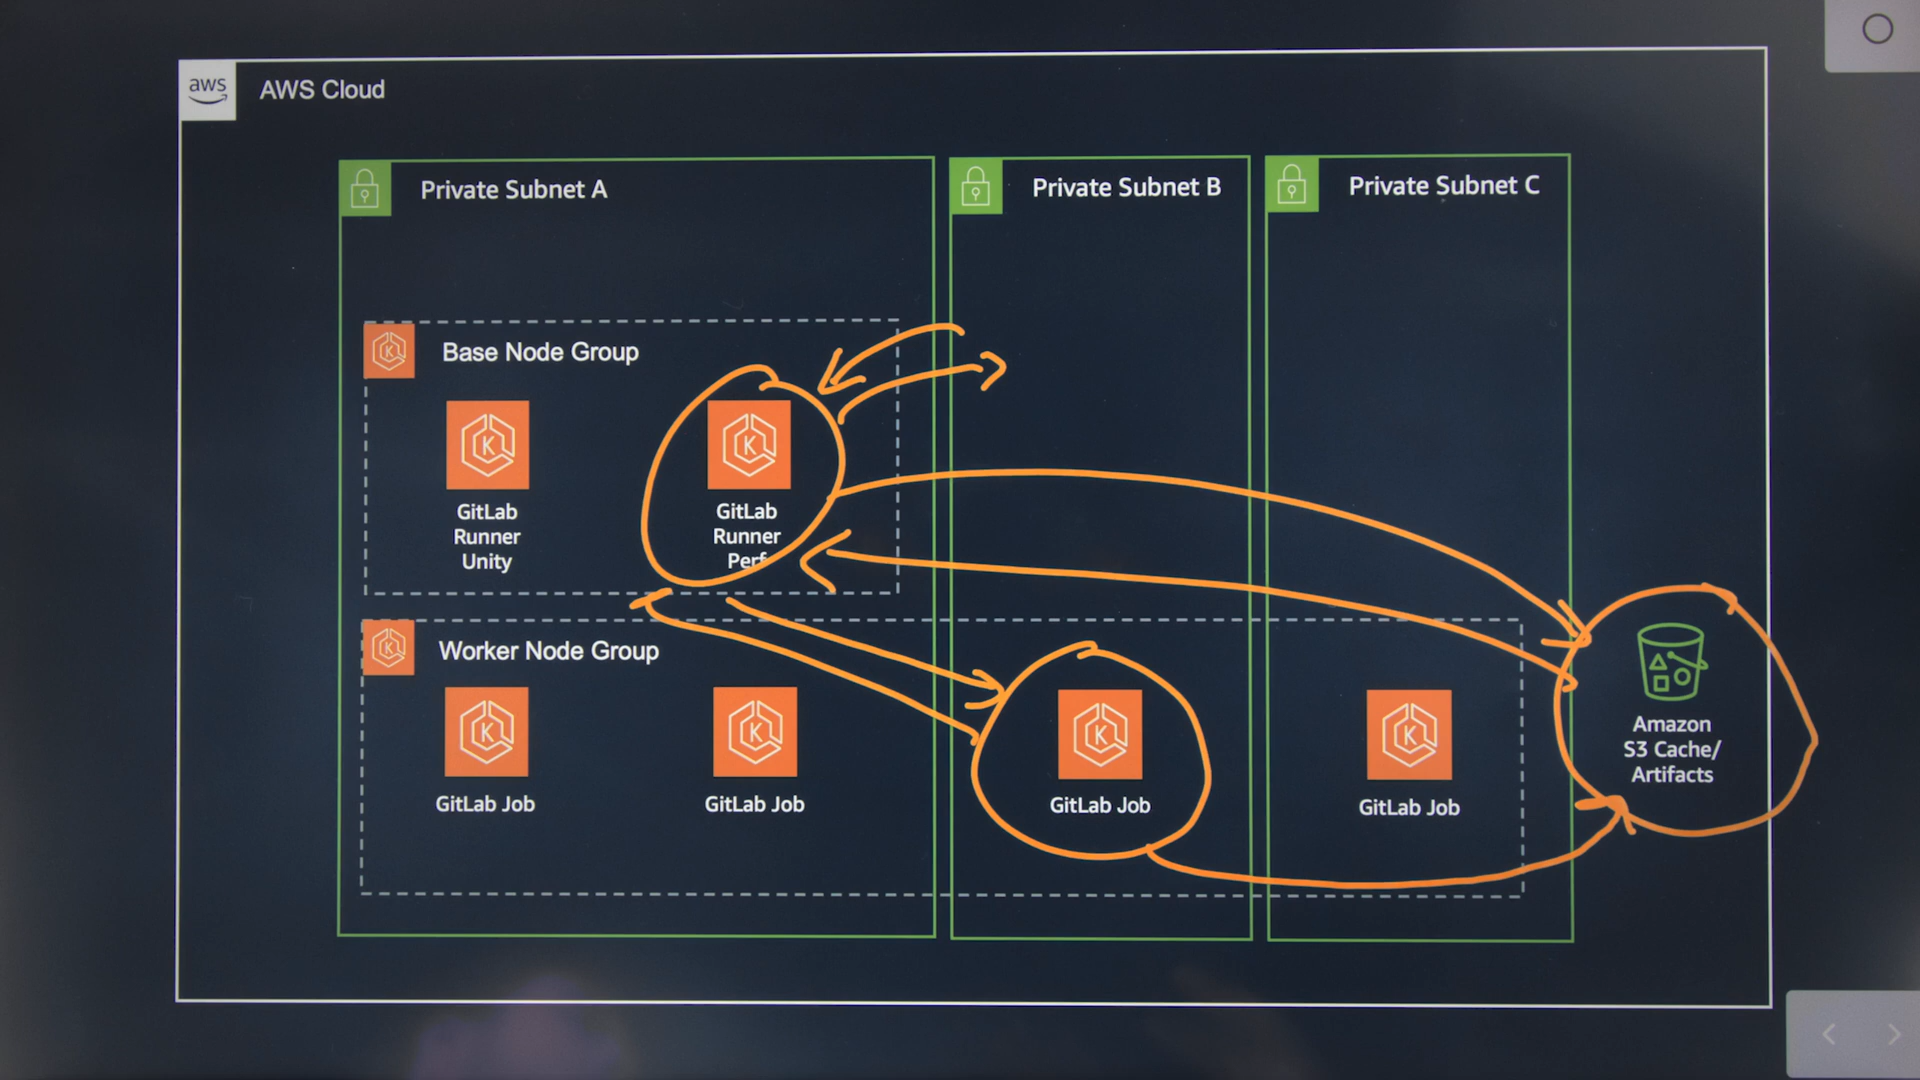 aws
AWS Cloud
Private Subnet A
Private Subnet B
Private Subnet C
Base Node Group
GitLab
Runner
Unity
GitLab
Runner
Perf
Worker Node Group
GitLab Job
GitLab Job
GitLab Job
GitLab Job
Amazon
S3 Cache/
Artifacts